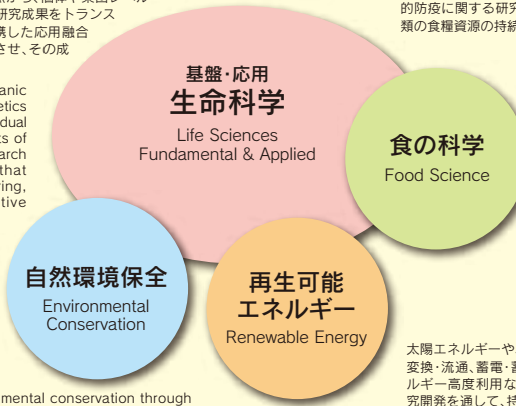 研究成果をトランス
携した応用融合
させ、その成
anic
etics
dual
ts of
arch
that
ring,
tive
的防疫に関する研究
類の食糧資源の持続
基盤・応用
生命科学
Life Sciences
Fundamental & Applied
食の科学
Food Science
自然環境保全
Environmental
Conservation
再生可能
エネルギー
Renewable Energy
mental conservation through
太陽エネルギーや
変換・流通、蓄電・
ルギー高度利用な
究開発を通して、持